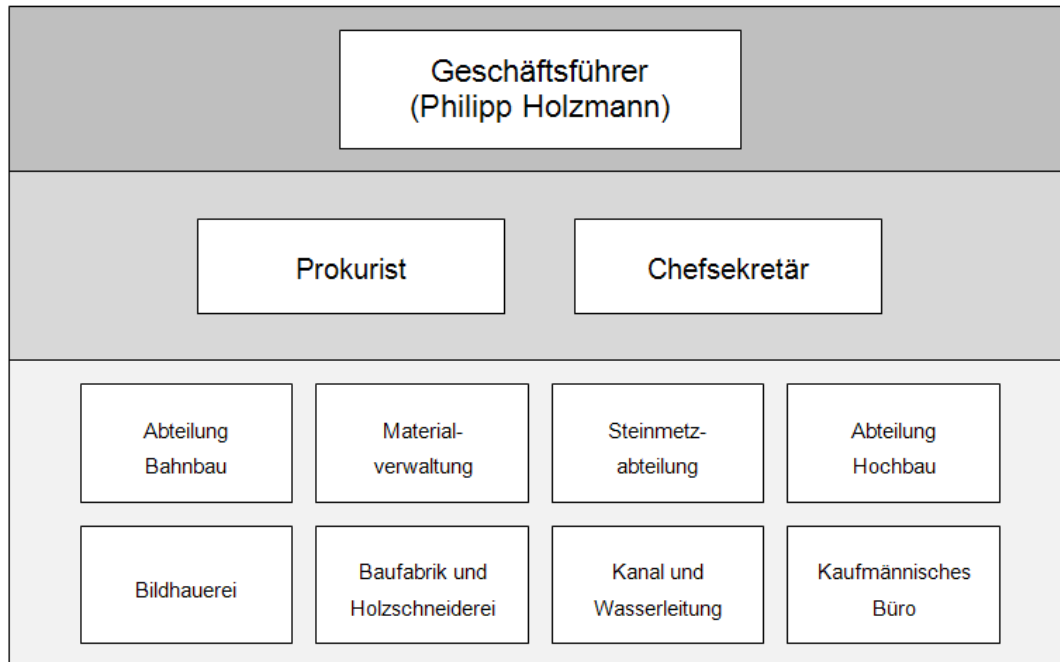 Geschäftsführer
(Philipp Holzmann)
Prokurist
Chefsekretär
Abteilung
Bahnbau
Material-
verwaltung
Steinmetz-
abteilung
Abteilung
Hochbau
Bildhauerei
Baufabrik und
Holzschneiderei
Kanal und
Wasserleitung
Kaufmännisches
Büro